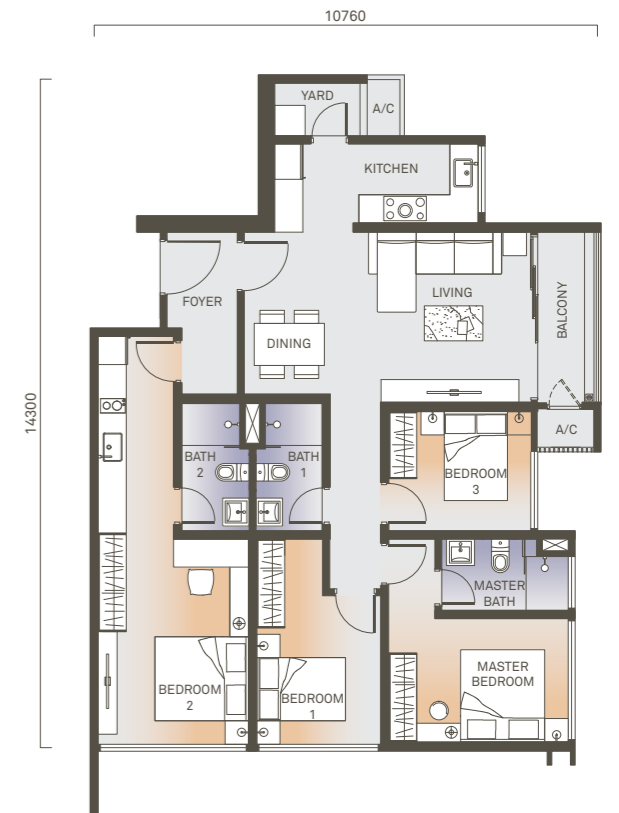 10760
YARD
A/C
KITCHEN
14300
FOYER
LIVING
BALCONY
DINING
A/C
BATH
2
BATH
1
BEDROOM
3
MASTER
BATH
MASTER
BEDROOM
BEDROOM
2
BEDROOM
1